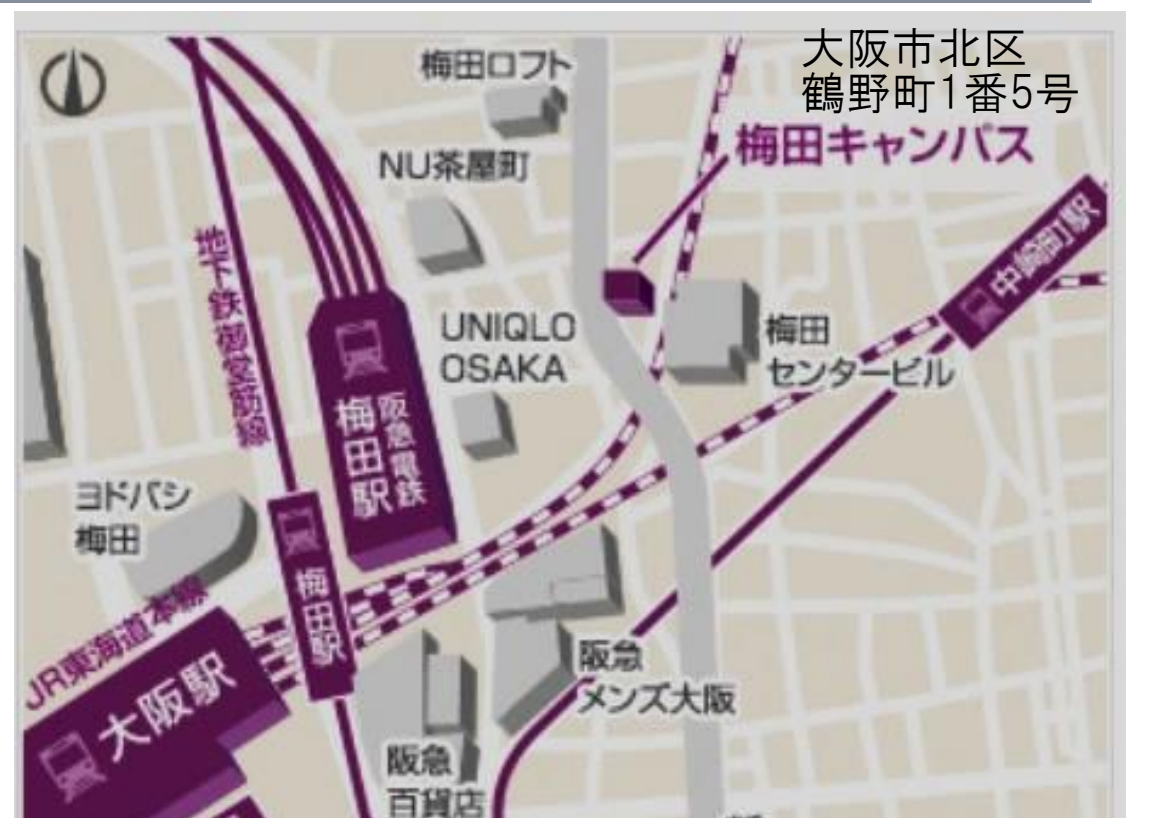 大阪市北区
鶴野町1番5号
梅田ロフト
梅田キャンパス
NU茶屋町
中崎町駅
地下鉄御堂筋線
UNIQLO
OSAKA
梅田
センタービル
阪急電鉄
梅田駅
ヨドバシ
梅田
梅田駅
JR東海道本線
大阪駅
阪急
メンズ大阪
阪急
百貨店